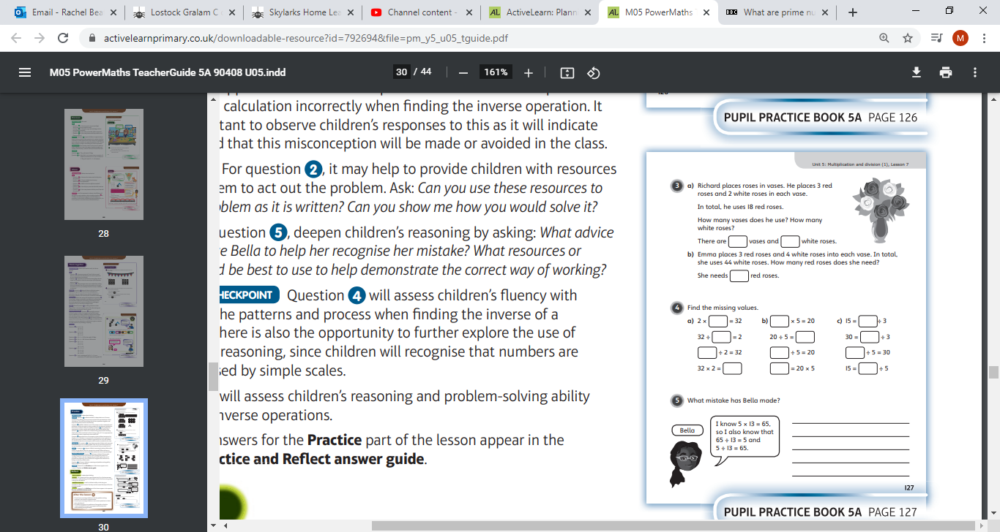 Email - Rachel Bea
Lostock Gralam C
Skylarks Home Lea
Channel content -
ActiveLearn: Plann
M05 PowerMaths
What are prime nu
activelearnprimary.co.uk/downloadable-resource?id=792694&file=pm_y5_u05_tguide.pdf
M
M05 PowerMaths TeacherGuide 5A 90408 U05.indd
30 / 44
161%
28
29
30
calculation incorrectly when finding the inverse operation. It
tant to observe children's responses to this as it will indicate
d that this misconception will be made or avoided in the class.
For question 2, it may help to provide children with resources
em to act out the problem. Ask: Can you use these resources to
oblem as it is written? Can you show me how you would solve it?
uestion 5, deepen children's reasoning by asking: What advice
e Bella to help her recognise her mistake? What resources or
d be best to use to help demonstrate the correct way of working?
HECKPOINT Question 4 will assess children's fluency with
he patterns and process when finding the inverse of a
here is also the opportunity to further explore the use of
reasoning, since children will recognise that numbers are
sed by simple scales.
will assess children's reasoning and problem-solving ability
nverse operations.
nswers for the Practice part of the lesson appear in the
ctice and Reflect answer guide.
PUPIL PRACTICE BOOK 5A PAGE 126
Unit 5: Multiplication and division (1), Lesson 7
3 a) Richard places roses in vases. He places 3 red
roses and 2 white roses in each vase.
In total, he uses 18 red roses.
How many vases does he use? How many
white roses?
There are vases and white roses.
b) Emma places 3 red roses and 4 white roses into each vase. In total,
she uses 44 white roses. How many red roses does she need?
She needs red roses.
4 Find the missing values.
a) 2 × = 32 b) × 5 = 20 c) 15 = ÷ 3
32 ÷ = 2 20 ÷ 5 = 30 = ÷ 3
÷ 2 = 32 ÷ 5 = 20 ÷ 5 = 30
32 × 2 = = 20 × 5 15 = ÷ 5
5 What mistake has Bella made?
Bella
I know 5 × 13 = 65,
so I also know that
65 ÷ 13 = 5 and
5 ÷ 13 = 65.
127
PUPIL PRACTICE BOOK 5A PAGE 127